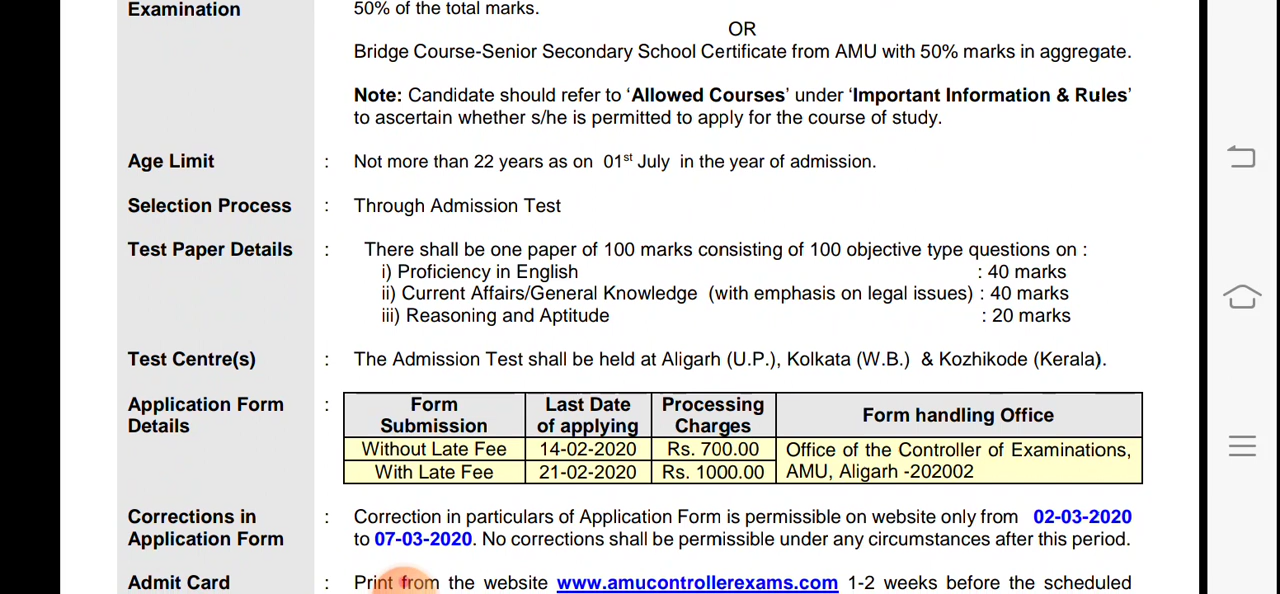 Examination 50% of the total marks.
OR
Bridge Course-Senior Secondary School Certificate from AMU with 50% marks in aggregate.
Note: Candidate should refer to ‘Allowed Courses’ under ‘Important Information & Rules’
to ascertain whether s/he is permitted to apply for the course of study.
Age Limit : Not more than 22 years as on 01st July in the year of admission.
Selection Process : Through Admission Test
Test Paper Details : There shall be one paper of 100 marks consisting of 100 objective type questions on :
i) Proficiency in English : 40 marks
ii) Current Affairs/General Knowledge (with emphasis on legal issues) : 40 marks
iii) Reasoning and Aptitude : 20 marks
Test Centre(s) : The Admission Test shall be held at Aligarh (U.P.), Kolkata (W.B.) & Kozhikode (Kerala).
Application Form Details :
Form Submission Last Date of applying Processing Charges Form handling Office
Without Late Fee 14-02-2020 Rs. 700.00 Office of the Controller of Examinations,
With Late Fee 21-02-2020 Rs. 1000.00 AMU, Aligarh -202002
Corrections in : Correction in particulars of Application Form is permissible on website only from 02-03-2020
Application Form to 07-03-2020. No corrections shall be permissible under any circumstances after this period.
Admit Card : Print from the website www.amucontrollerexams.com 1-2 weeks before the scheduled